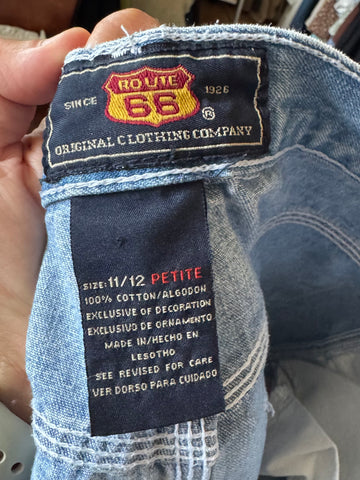 ROUTE
SINCE 66 1926
®
ORIGINAL CLOTHING COMPANY
SIZE: 11/12 PETITE
100% COTTON/ALGODON
EXCLUSIVE OF DECORATION
EXCLUSIVO DE ORNAMENTO
MADE IN/HECHO EN
LESOTHO
SEE REVISED FOR CARE
VER DORSO PARA CUIDADO